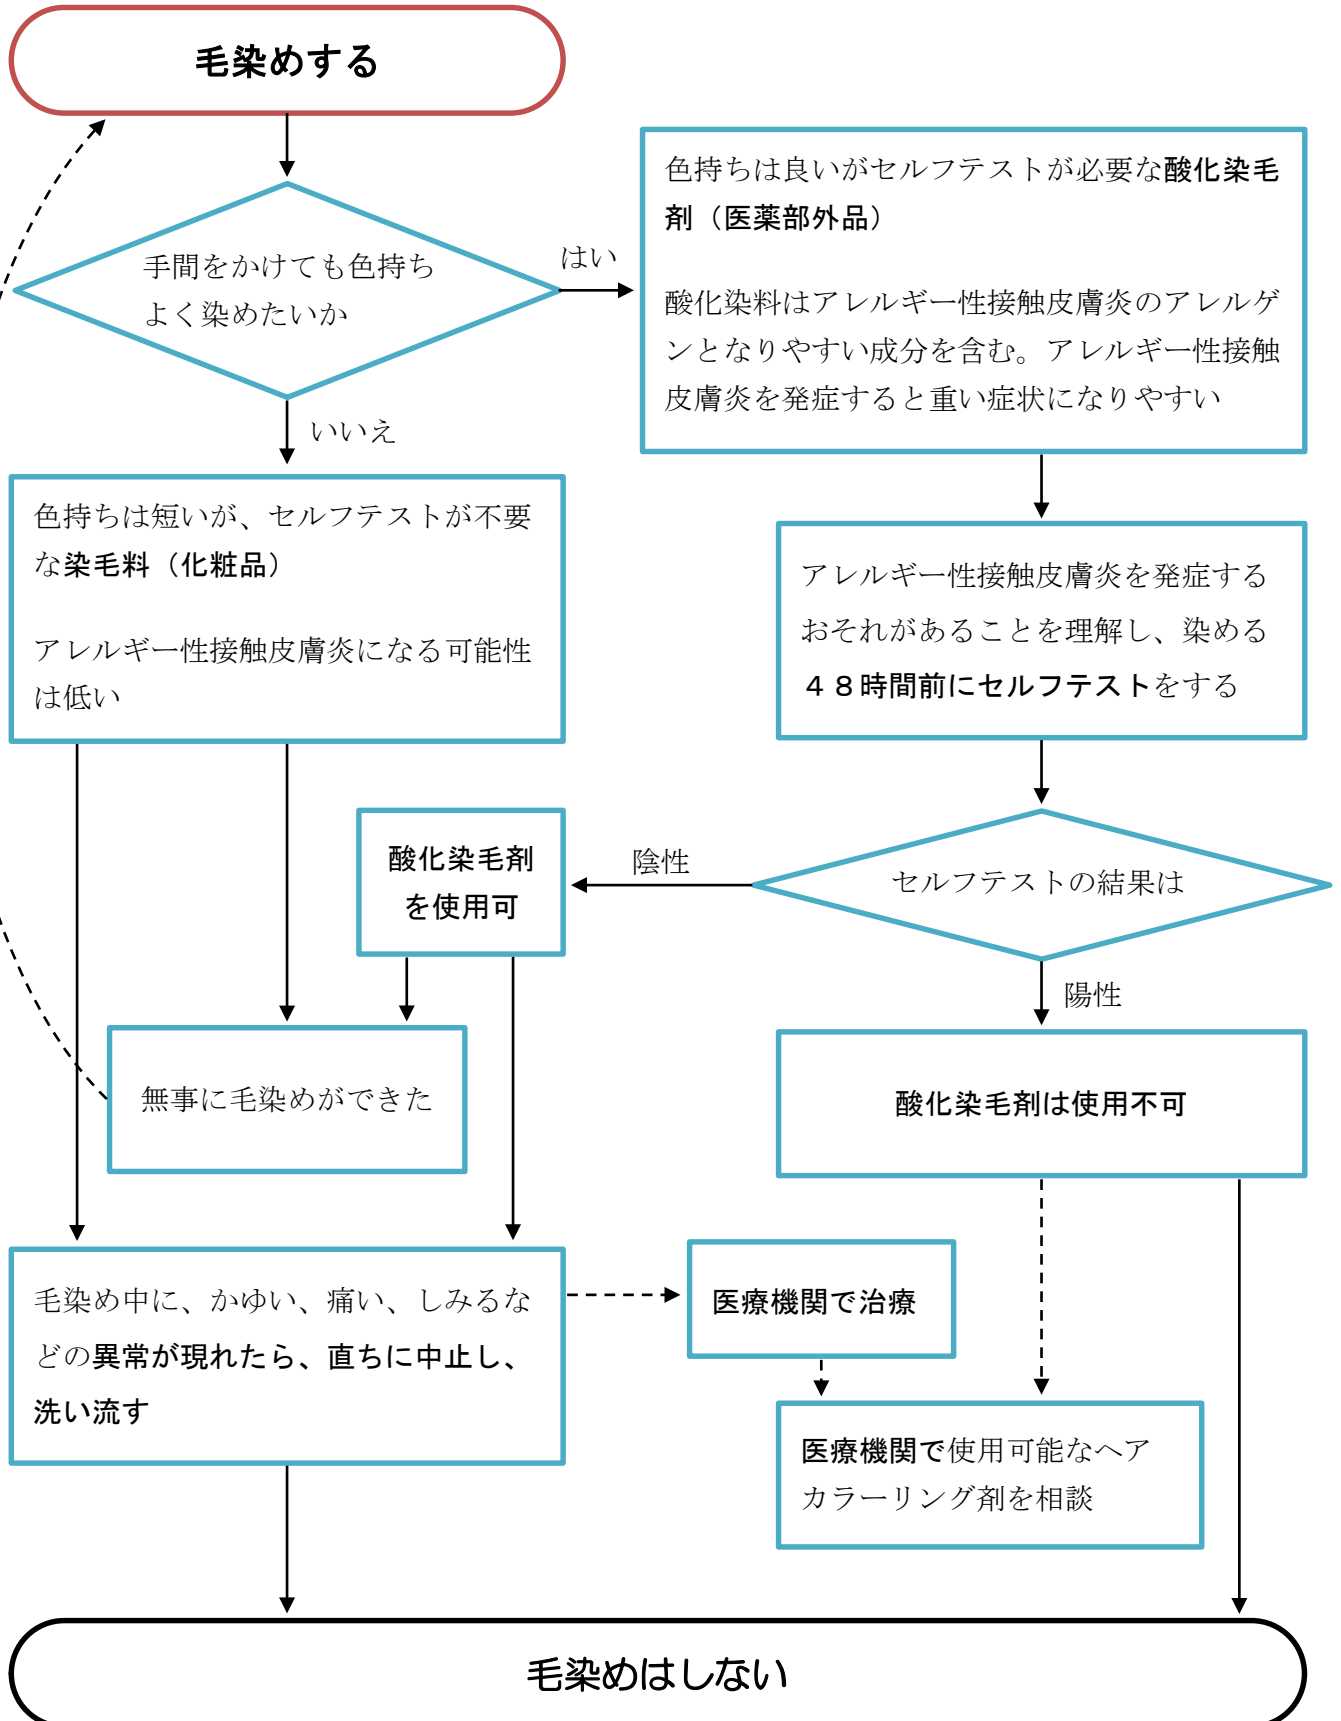 毛染めする
手間をかけても色持ち
よく染めたいか
はい
色持ちは良いがセルフテストが必要な酸化染毛
剤（医薬部外品）
酸化染料はアレルギー性接触皮膚炎のアレルゲ
ンとなりやすい成分を含む。アレルギー性接触
皮膚炎を発症すると重い症状になりやすい
いいえ
色持ちは短いが、セルフテストが不要
な染毛料（化粧品）
アレルギー性接触皮膚炎になる可能性
は低い
アレルギー性接触皮膚炎を発症する
おそれがあることを理解し、染める
４８時間前にセルフテストをする
セルフテストの結果は
陰性
酸化染毛剤
を使用可
陽性
無事に毛染めができた
酸化染毛剤は使用不可
毛染め中に、かゆい、痛い、しみるな
どの異常が現れたら、直ちに中止し、
洗い流す
医療機関で治療
医療機関で使用可能なヘア
カラーリング剤を相談
毛染めはしない